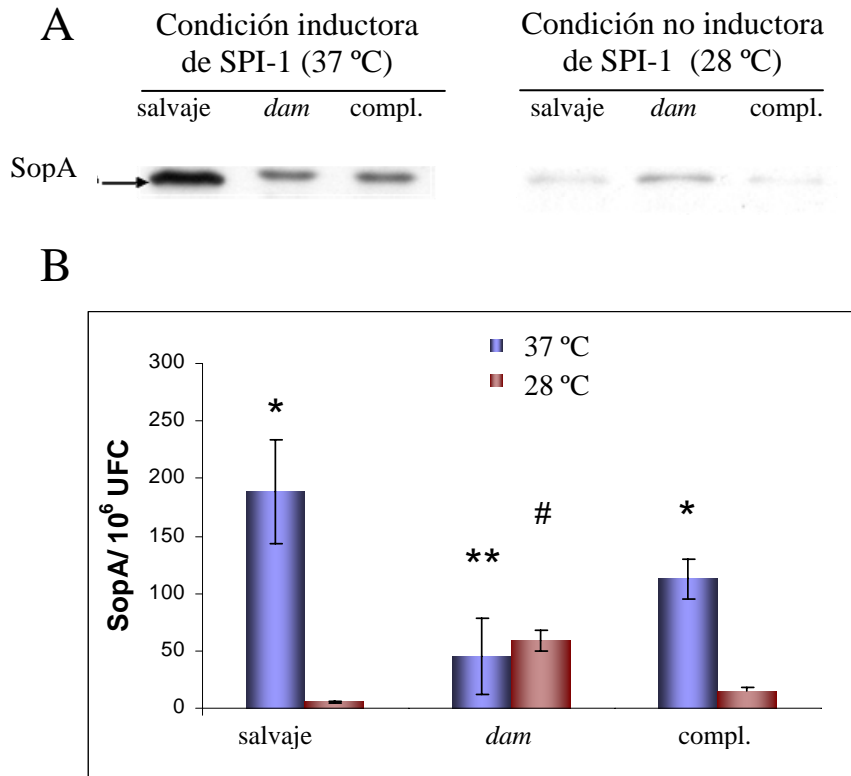 A
Condición inductora
de SPI-1 (37 ºC)
Condición no inductora
de SPI-1 (28 ºC)
salvaje dam compl.
salvaje dam compl.
SopA
B
37 ºC
28 ºC
SopA/ 10⁶ UFC
300
250
200
150
100
50
0
*
**
#
*
salvaje dam compl.